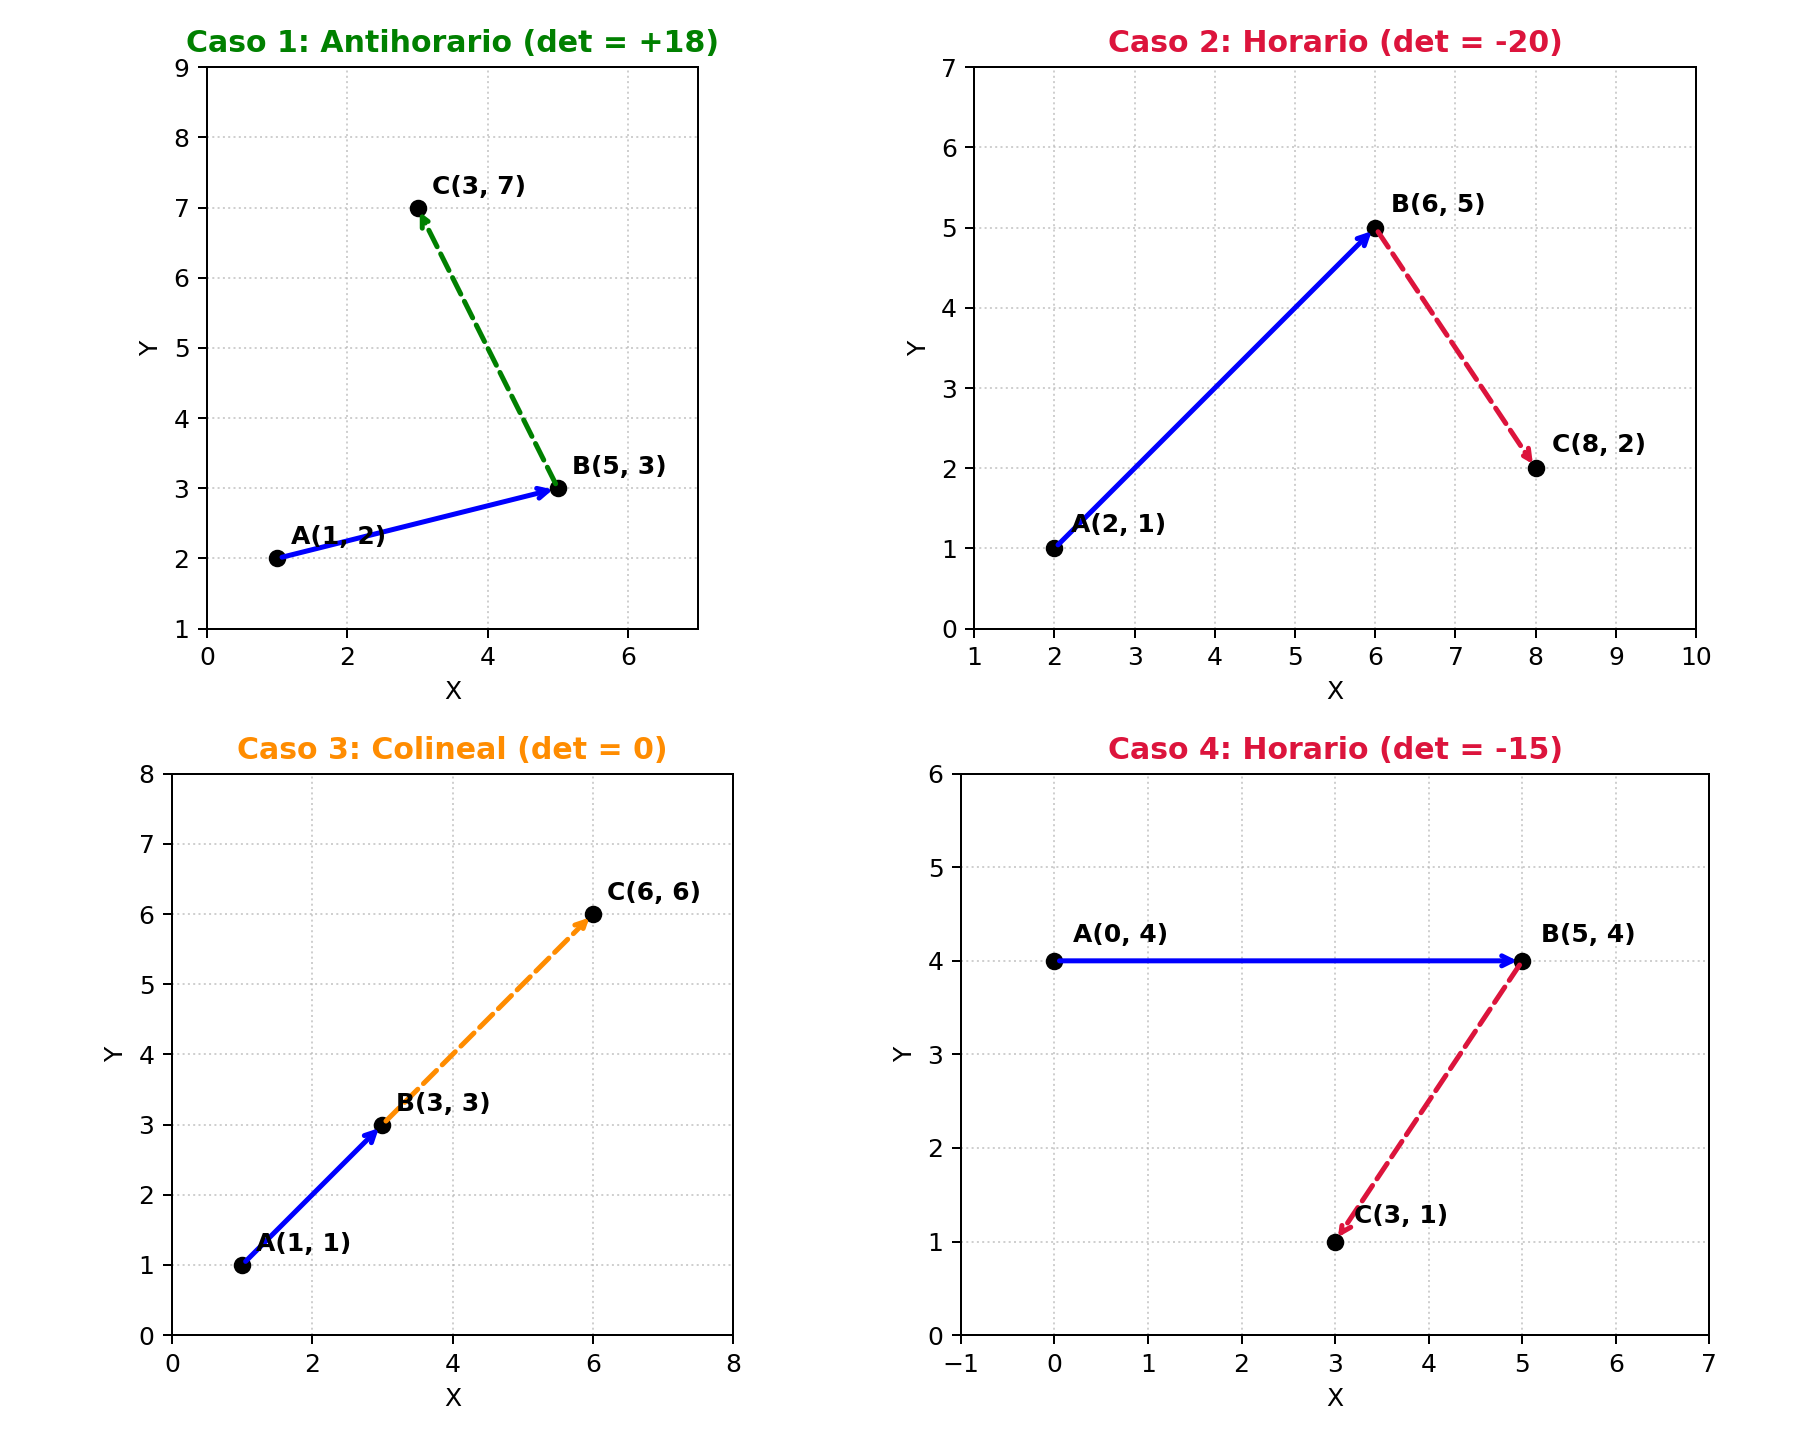 Caso 1: Antihorario (det = +18)
9
8
7
6
5
4
3
2
1
Y
C(3, 7)
B(5, 3)
A(1, 2)
0 2 4 6
X
Caso 2: Horario (det = -20)
7
6
5
4
3
2
1
0
Y
B(6, 5)
C(8, 2)
A(2, 1)
1 2 3 4 5 6 7 8 9 10
X
Caso 3: Colineal (det = 0)
8
7
6
5
4
3
2
1
0
Y
C(6, 6)
B(3, 3)
A(1, 1)
0 2 4 6 8
X
Caso 4: Horario (det = -15)
6
5
4
3
2
1
0
Y
A(0, 4) B(5, 4)
C(3, 1)
−1 0 1 2 3 4 5 6 7
X